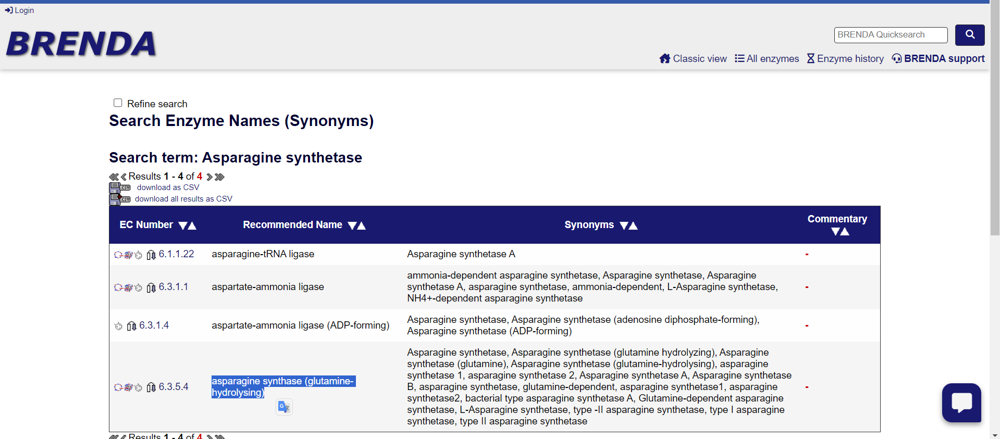 Login
BRENDA
BRENDA Quicksearch
Classic view All enzymes Enzyme history BRENDA support
Refine search
Search Enzyme Names (Synonyms)
Search term: Asparagine synthetase
Results 1 - 4 of 4
.CSV download as CSV
.CSV download all results as CSV
EC Number Recommended Name Synonyms Commentary
6.1.1.22 asparagine-tRNA ligase Asparagine synthetase A -
6.3.1.1 aspartate-ammonia ligase ammonia-dependent asparagine synthetase, Asparagine synthetase, Asparagine
synthetase A, asparagine synthetase, ammonia-dependent, L-Asparagine synthetase, -
NH4+-dependent asparagine synthetase
6.3.1.4 aspartate-ammonia ligase (ADP-forming) Asparagine synthetase, Asparagine synthetase (adenosine diphosphate-forming), -
Asparagine synthetase (ADP-forming)
6.3.5.4 asparagine synthase (glutamine-
hydrolysing)
Asparagine synthetase, Asparagine synthetase (glutamine hydrolyzing), Asparagine
synthetase (glutamine), Asparagine synthetase (glutamine-hydrolysing), asparagine
synthetase 1, asparagine synthetase 2, Asparagine synthetase A, Asparagine synthetase
B, asparagine synthetase, glutamine-dependent, asparagine synthetase1, asparagine -
synthetase2, bacterial type asparagine synthetase A, Glutamine-dependent asparagine
synthetase, L-Asparagine synthetase, type -II asparagine synthetase, type I asparagine
synthetase, type II asparagine synthetase
Results 1 - 4 of 4